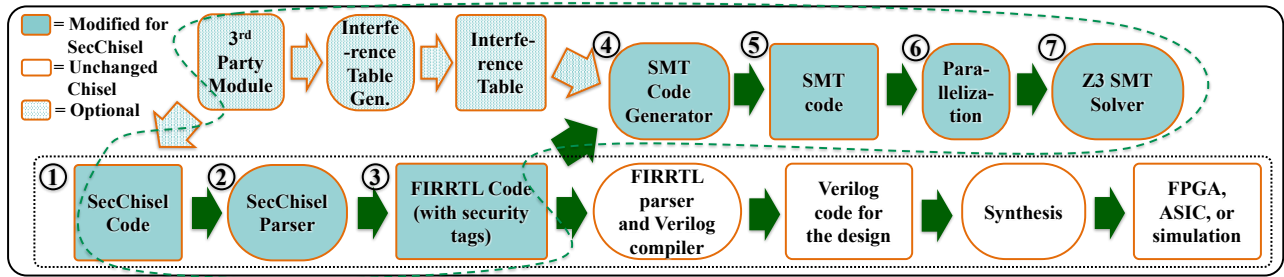 = Modified for
SecChisel
= Unchanged
Chisel
= Optional
3rd
Party
Module
Interfe
-rence
Table
Gen.
Interfe-
rence
Table
4
SMT
Code
Generator
5
SMT
code
6
Para-
lleliza-
tion
7
Z3 SMT
Solver
1
SecChisel
Code
2
SecChisel
Parser
3
FIRRTL Code
(with security
tags)
FIRRTL
parser
and Verilog
compiler
Verilog
code for
the design
Synthesis
FPGA,
ASIC, or
simulation